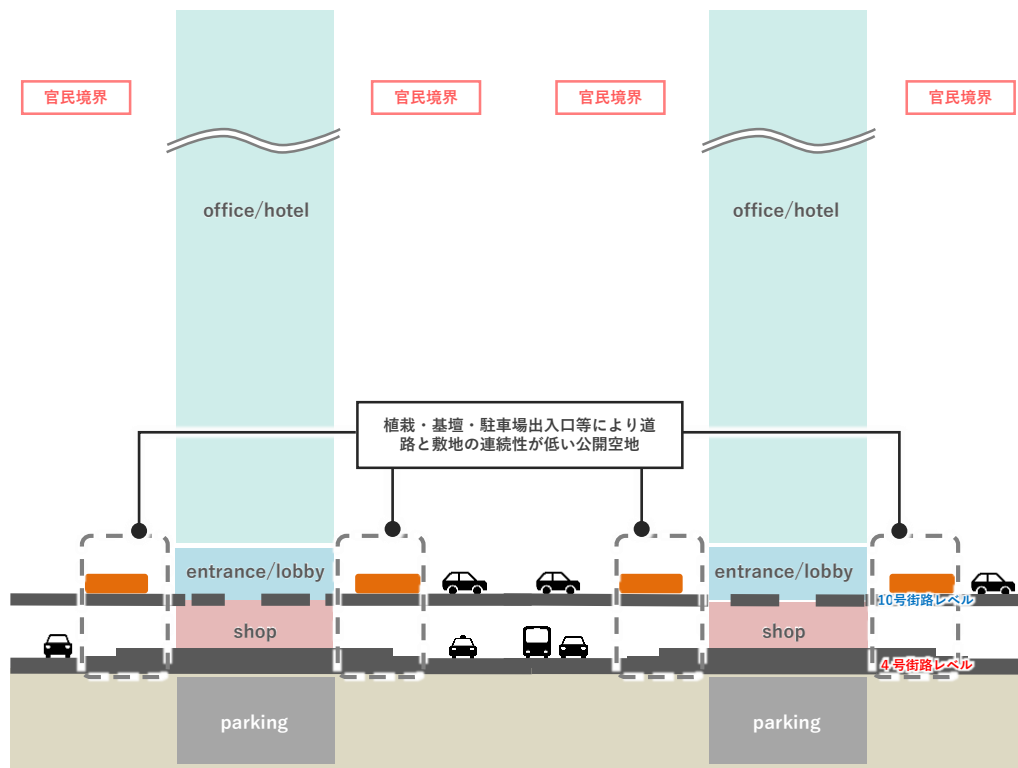 官民境界
官民境界
官民境界
官民境界
office/hotel
office/hotel
植栽・基壇・駐車場出入口等により道
路と敷地の連続性が低い公開空地
entrance/lobby
entrance/lobby
10号街路レベル
shop
shop
4号街路レベル
parking
parking